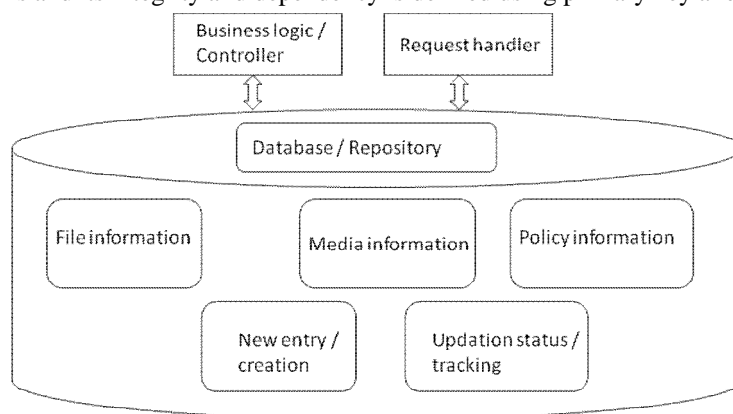 Business logic /
Controller
Request handler
Database / Repository
File information
Media information
Policy information
New entry /
creation
Updation status /
tracking